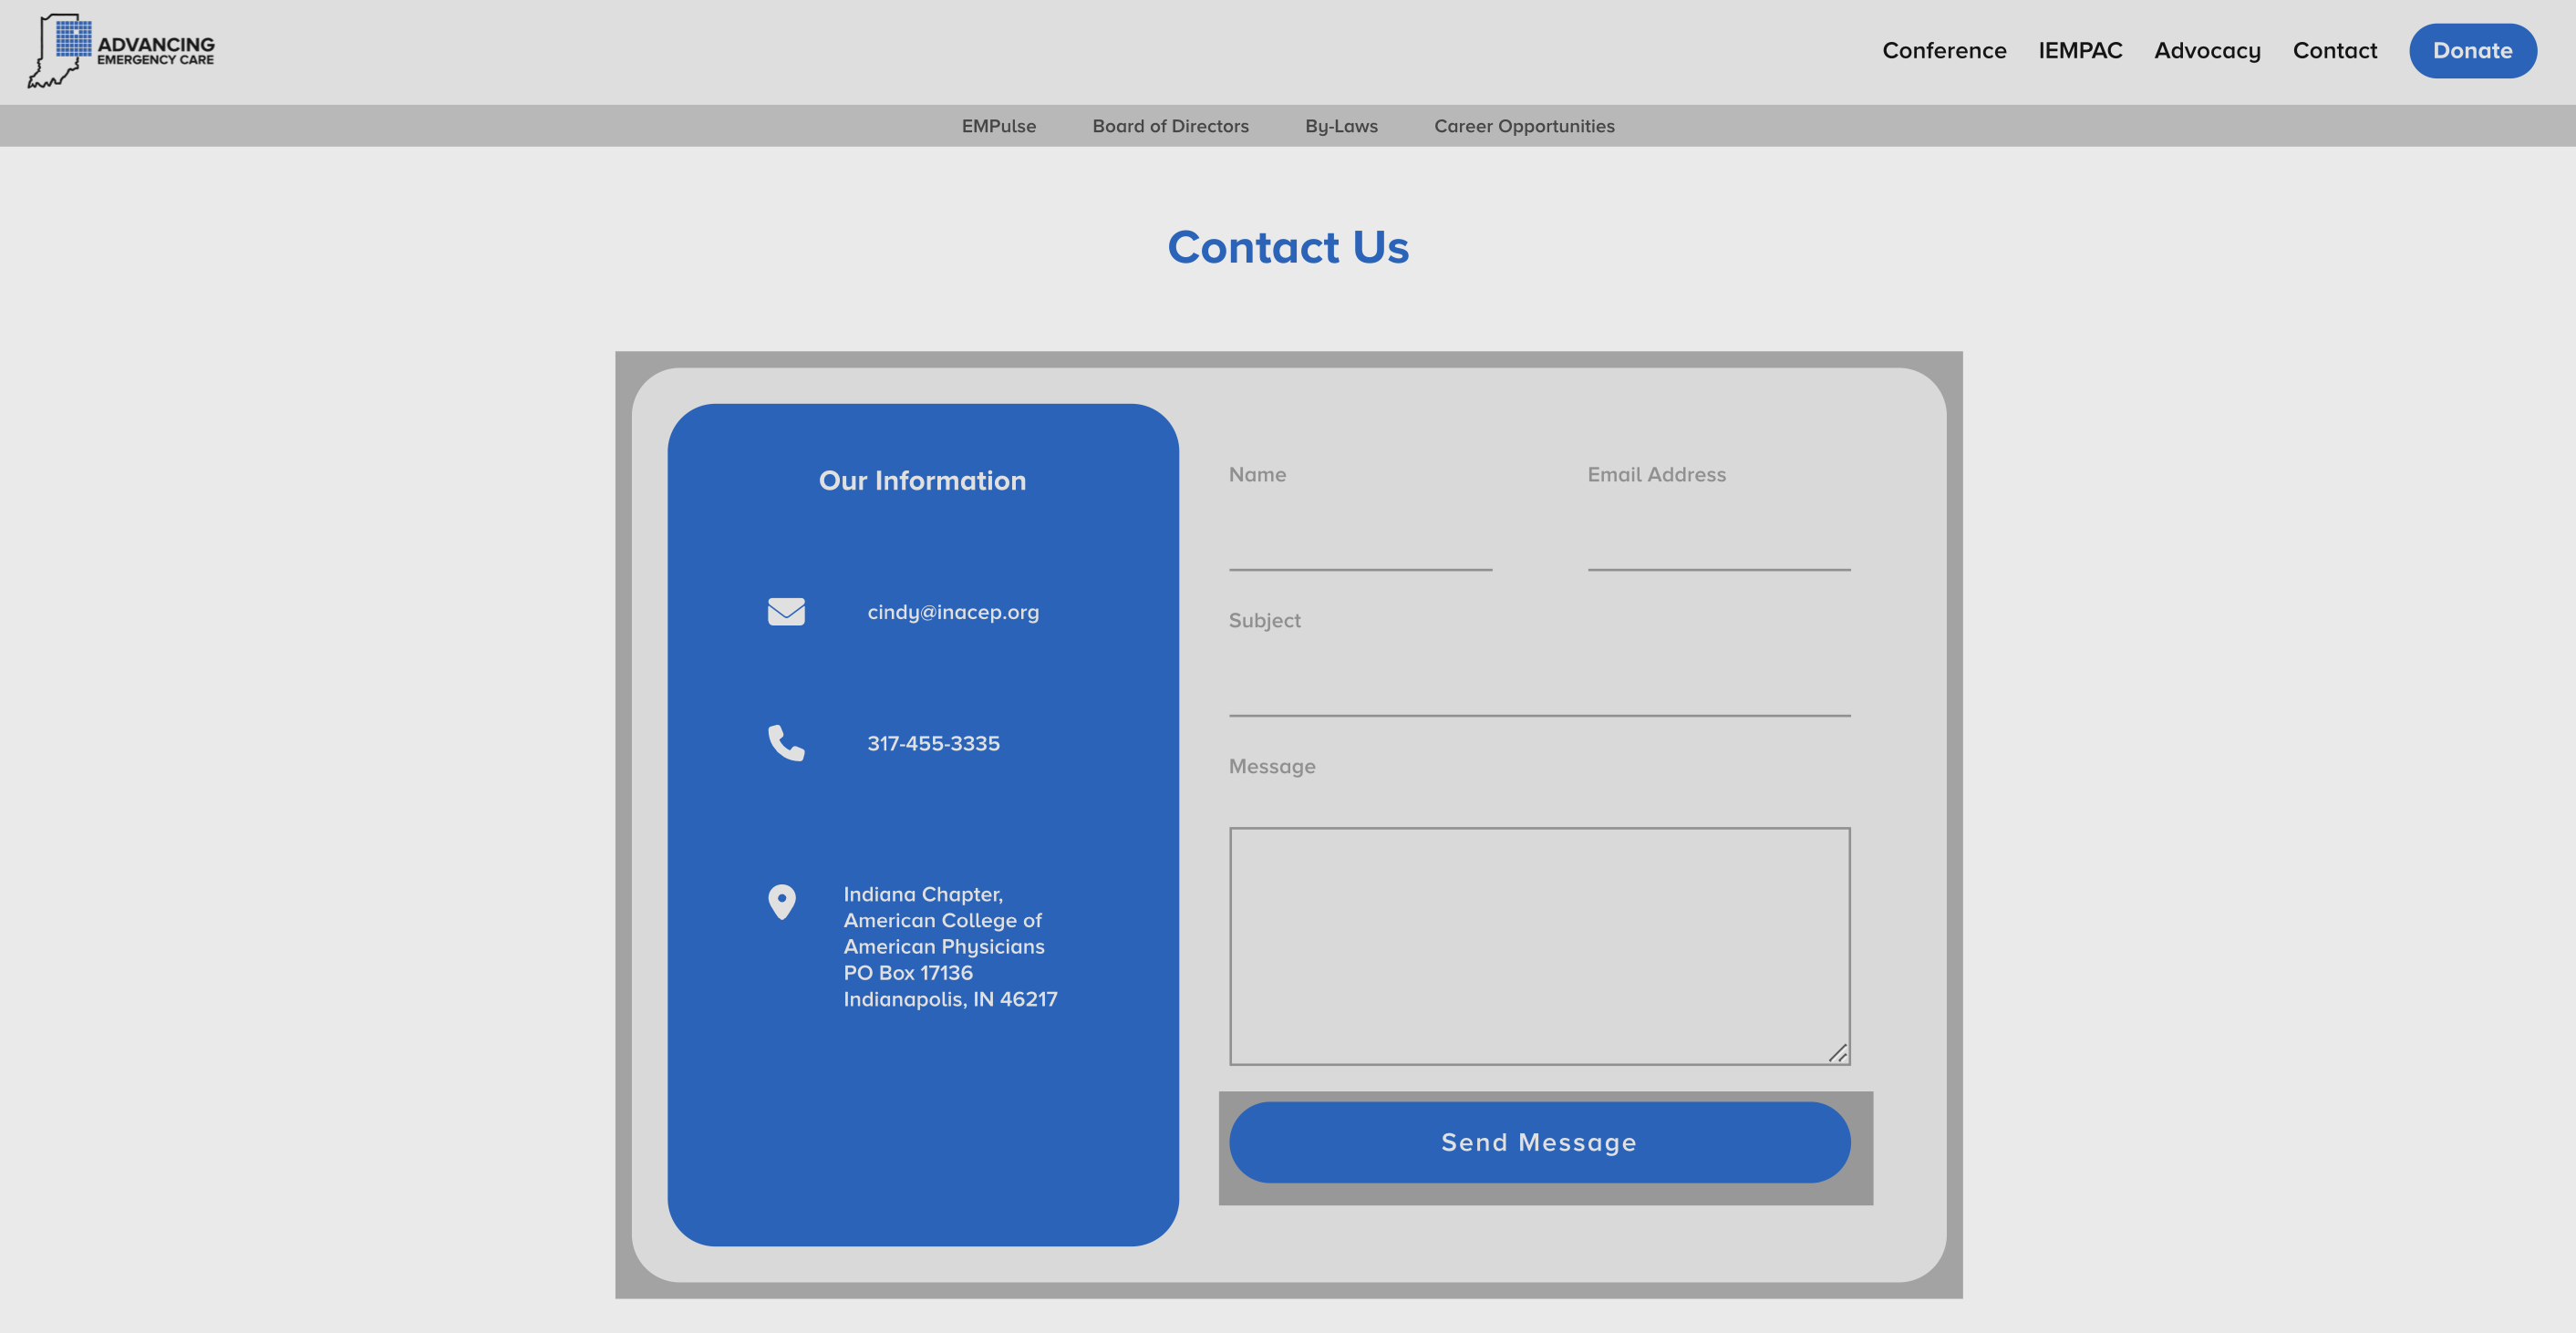 ADVANCING
EMERGENCY CARE
Conference
IEMPAC
Advocacy
Contact
Donate
EMPulse
Board of Directors
By-Laws
Career Opportunities
Contact Us
Our Information
cindy@inacep.org
317-455-3335
Indiana Chapter,
American College of
American Physicians
PO Box 17136
Indianapolis, IN 46217
Name
Email Address
Subject
Message
Send Message